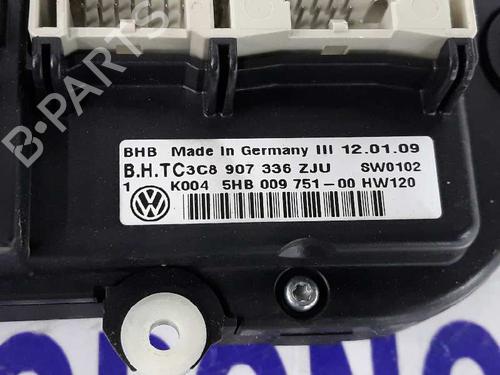 BHB Made In Germany III 12.01.09
B.H.TC3C8 907 336 ZJU SW0102
1 K004 5HB 009 751-00 HW120